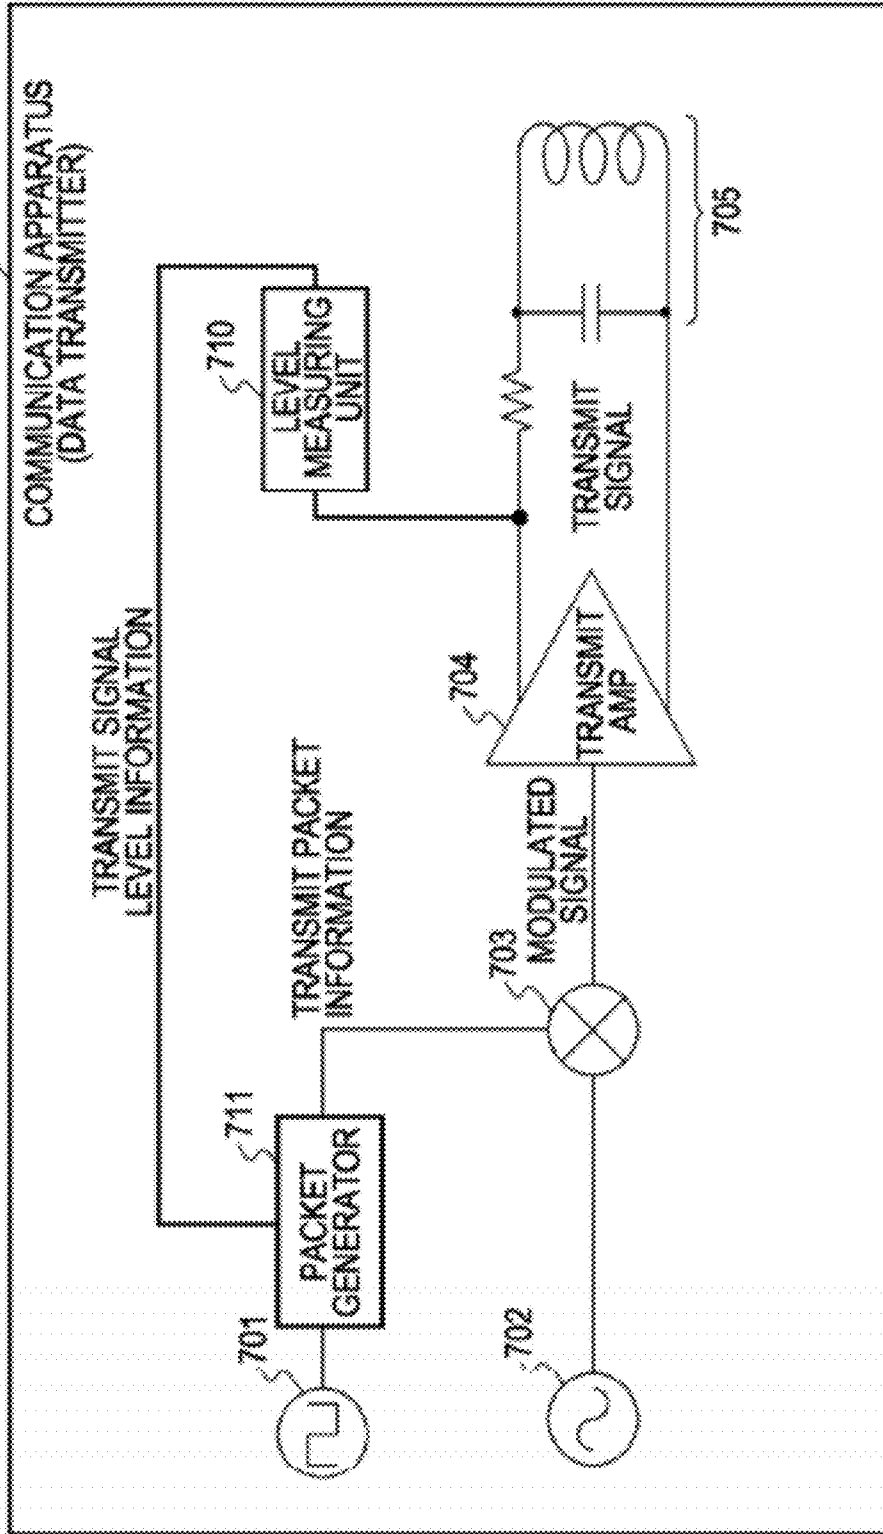 COMMUNICATION APPARATUS
(DATA TRANSMITTER)
TRANSMIT SIGNAL
LEVEL INFORMATION
710
LEVEL
MEASURING
UNIT
701
711
PACKET
GENERATOR
TRANSMIT PACKET
INFORMATION
702
703
MODULATED
SIGNAL
704
TRANSMIT
AMP
TRANSMIT
SIGNAL
705